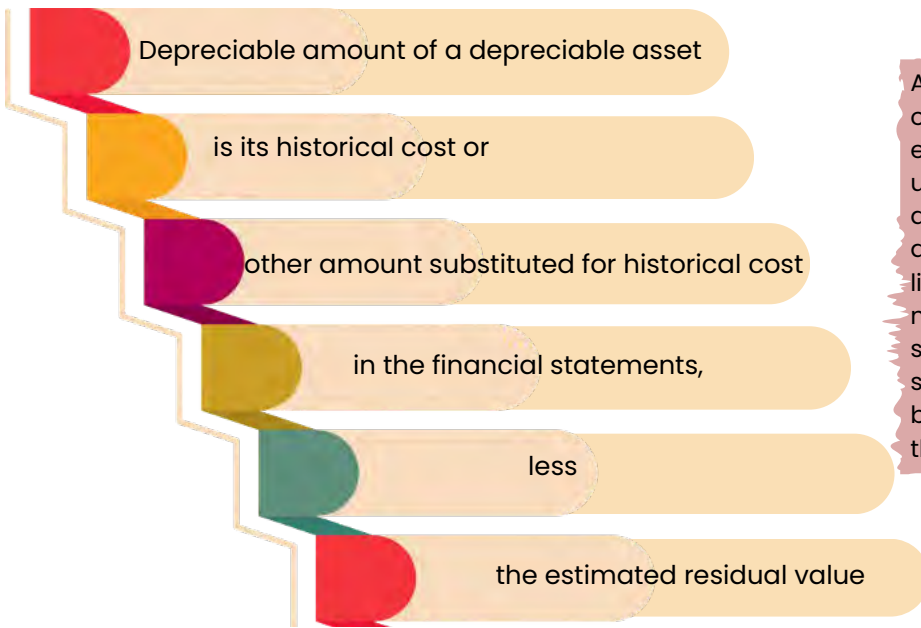 Depreciable amount of a depreciable asset
is its historical cost or
other amount substituted for historical cost
in the financial statements,
less
the estimated residual value